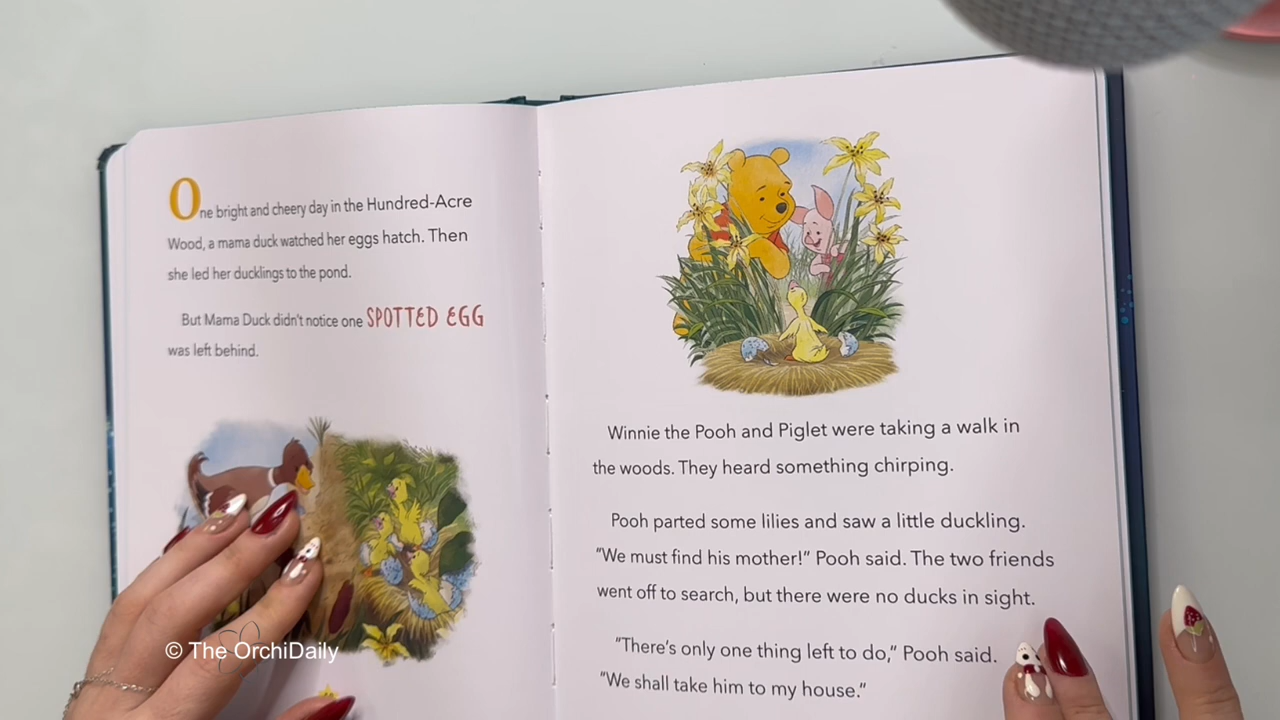 One bright and cheery day in the Hundred-Acre
Wood, a mama duck watched her eggs hatch. Then
she led her ducklings to the pond.
But Mama Duck didn't notice one SPOTTED EGG
was left behind.
Winnie the Pooh and Piglet were taking a walk in
the woods. They heard something chirping.
Pooh parted some lilies and saw a little duckling.
"We must find his mother!" Pooh said. The two friends
went off to search, but there were no ducks in sight.
"There's only one thing left to do," Pooh said.
"We shall take him to my house."
© The OrchiDaily